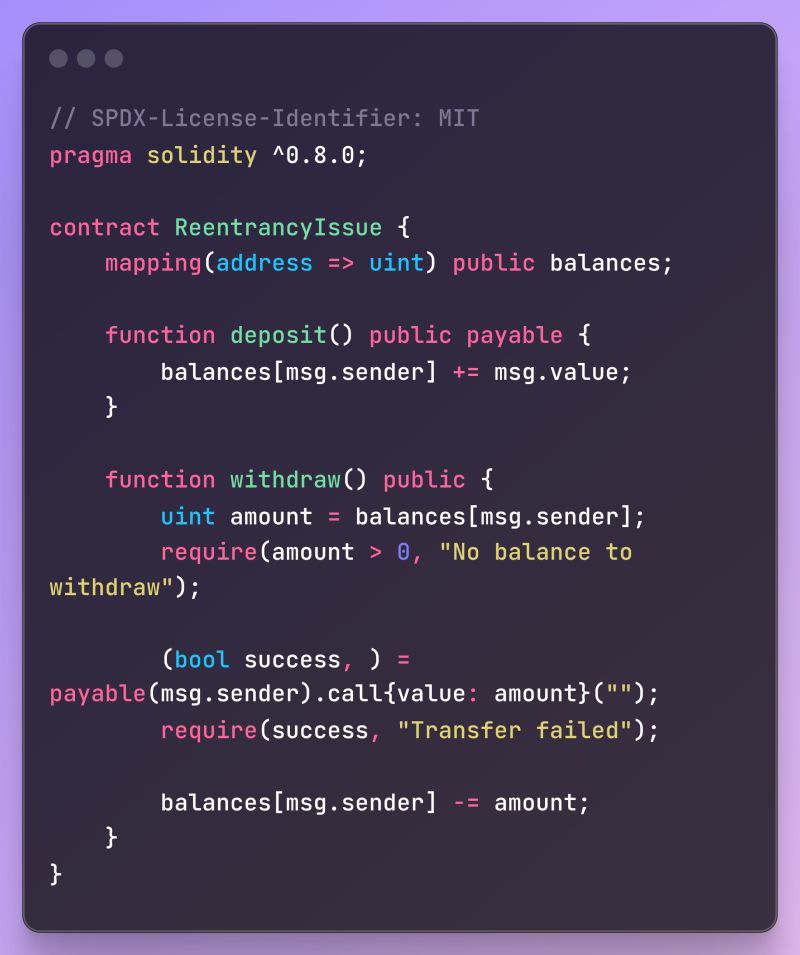 // SPDX-License-Identifier: MIT
pragma solidity ^0.8.0;

contract ReentrancyIssue {
    mapping(address => uint) public balances;

    function deposit() public payable {
        balances[msg.sender] += msg.value;
    }

    function withdraw() public {
        uint amount = balances[msg.sender];
        require(amount > 0, "No balance to
withdraw");

        (bool success, ) =
payable(msg.sender).call{value: amount}("");
        require(success, "Transfer failed");

        balances[msg.sender] -= amount;
    }
}